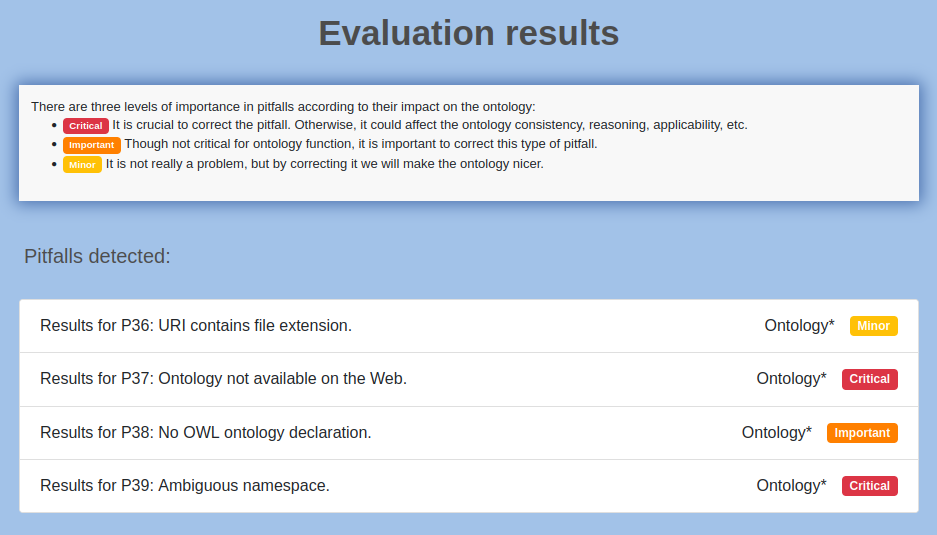 Evaluation results
There are three levels of importance in pitfalls according to their impact on the ontology:
• Critical It is crucial to correct the pitfall. Otherwise, it could affect the ontology consistency, reasoning, applicability, etc.
• Important Though not critical for ontology function, it is important to correct this type of pitfall.
• Minor It is not really a problem, but by correcting it we will make the ontology nicer.
Pitfalls detected:
Results for P36: URI contains file extension. Ontology* Minor
Results for P37: Ontology not available on the Web. Ontology* Critical
Results for P38: No OWL ontology declaration. Ontology* Important
Results for P39: Ambiguous namespace. Ontology* Critical